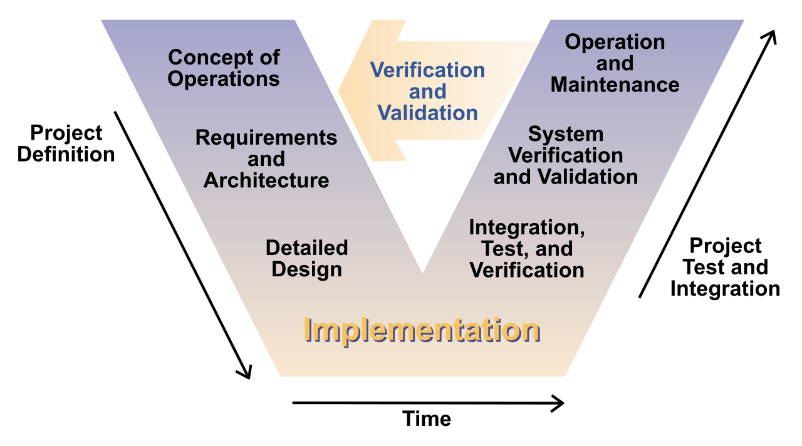 Concept of
Operations
Verification
and
Validation
Operation
and
Maintenance
Project
Definition
Requirements
and
Architecture
System
Verification
and Validation
Detailed
Design
Integration,
Test, and
Verification
Project
Test and
Integration
Implementation
Time